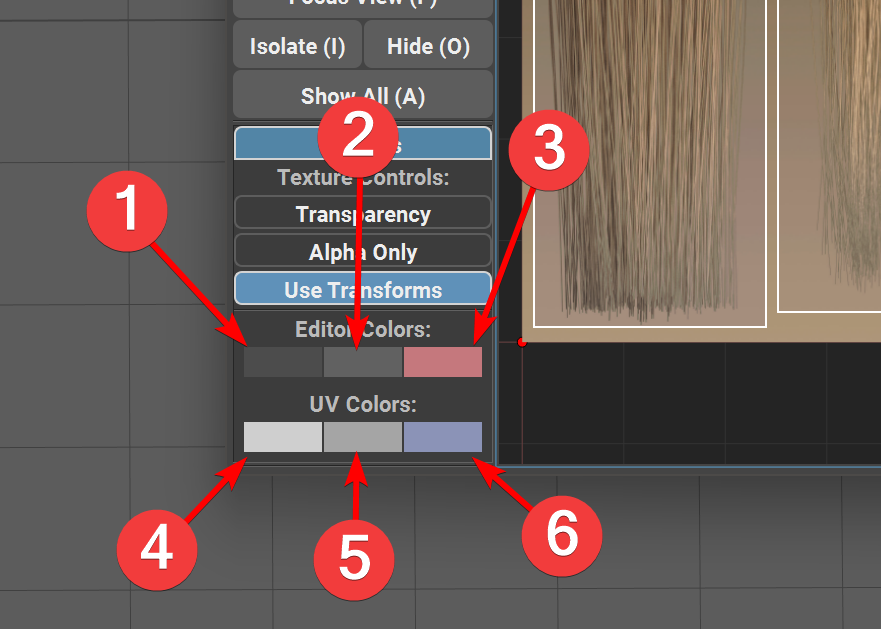 Focus View (F)
Isolate (I)
Hide (O)
Show All (A)
2
3
Texture Controls:
1
Transparency
Alpha Only
Use Transforms
Editor Colors:
UV Colors:
4
5
6